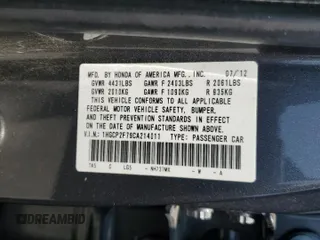 MFD. BY HONDA OF AMERICA MFG., INC. 07/12
GVWR 4431LBS GAWR F 2403LBS R 2061LBS
GVWR 2010KG GAWR F 1090KG R 935KG
THIS VEHICLE CONFORMS TO ALL APPLICABLE
FEDERAL MOTOR VEHICLE SAFETY, BUMPER,
AND THEFT PREVENTION STANDARDS IN EFFECT
ON THE DATE OF MANUFACTURE SHOWN ABOVE.
V.I.N.: 1HGCP2F79CA214011 TYPE: PASSENGER CAR
NH737MX W A
DREAMBID